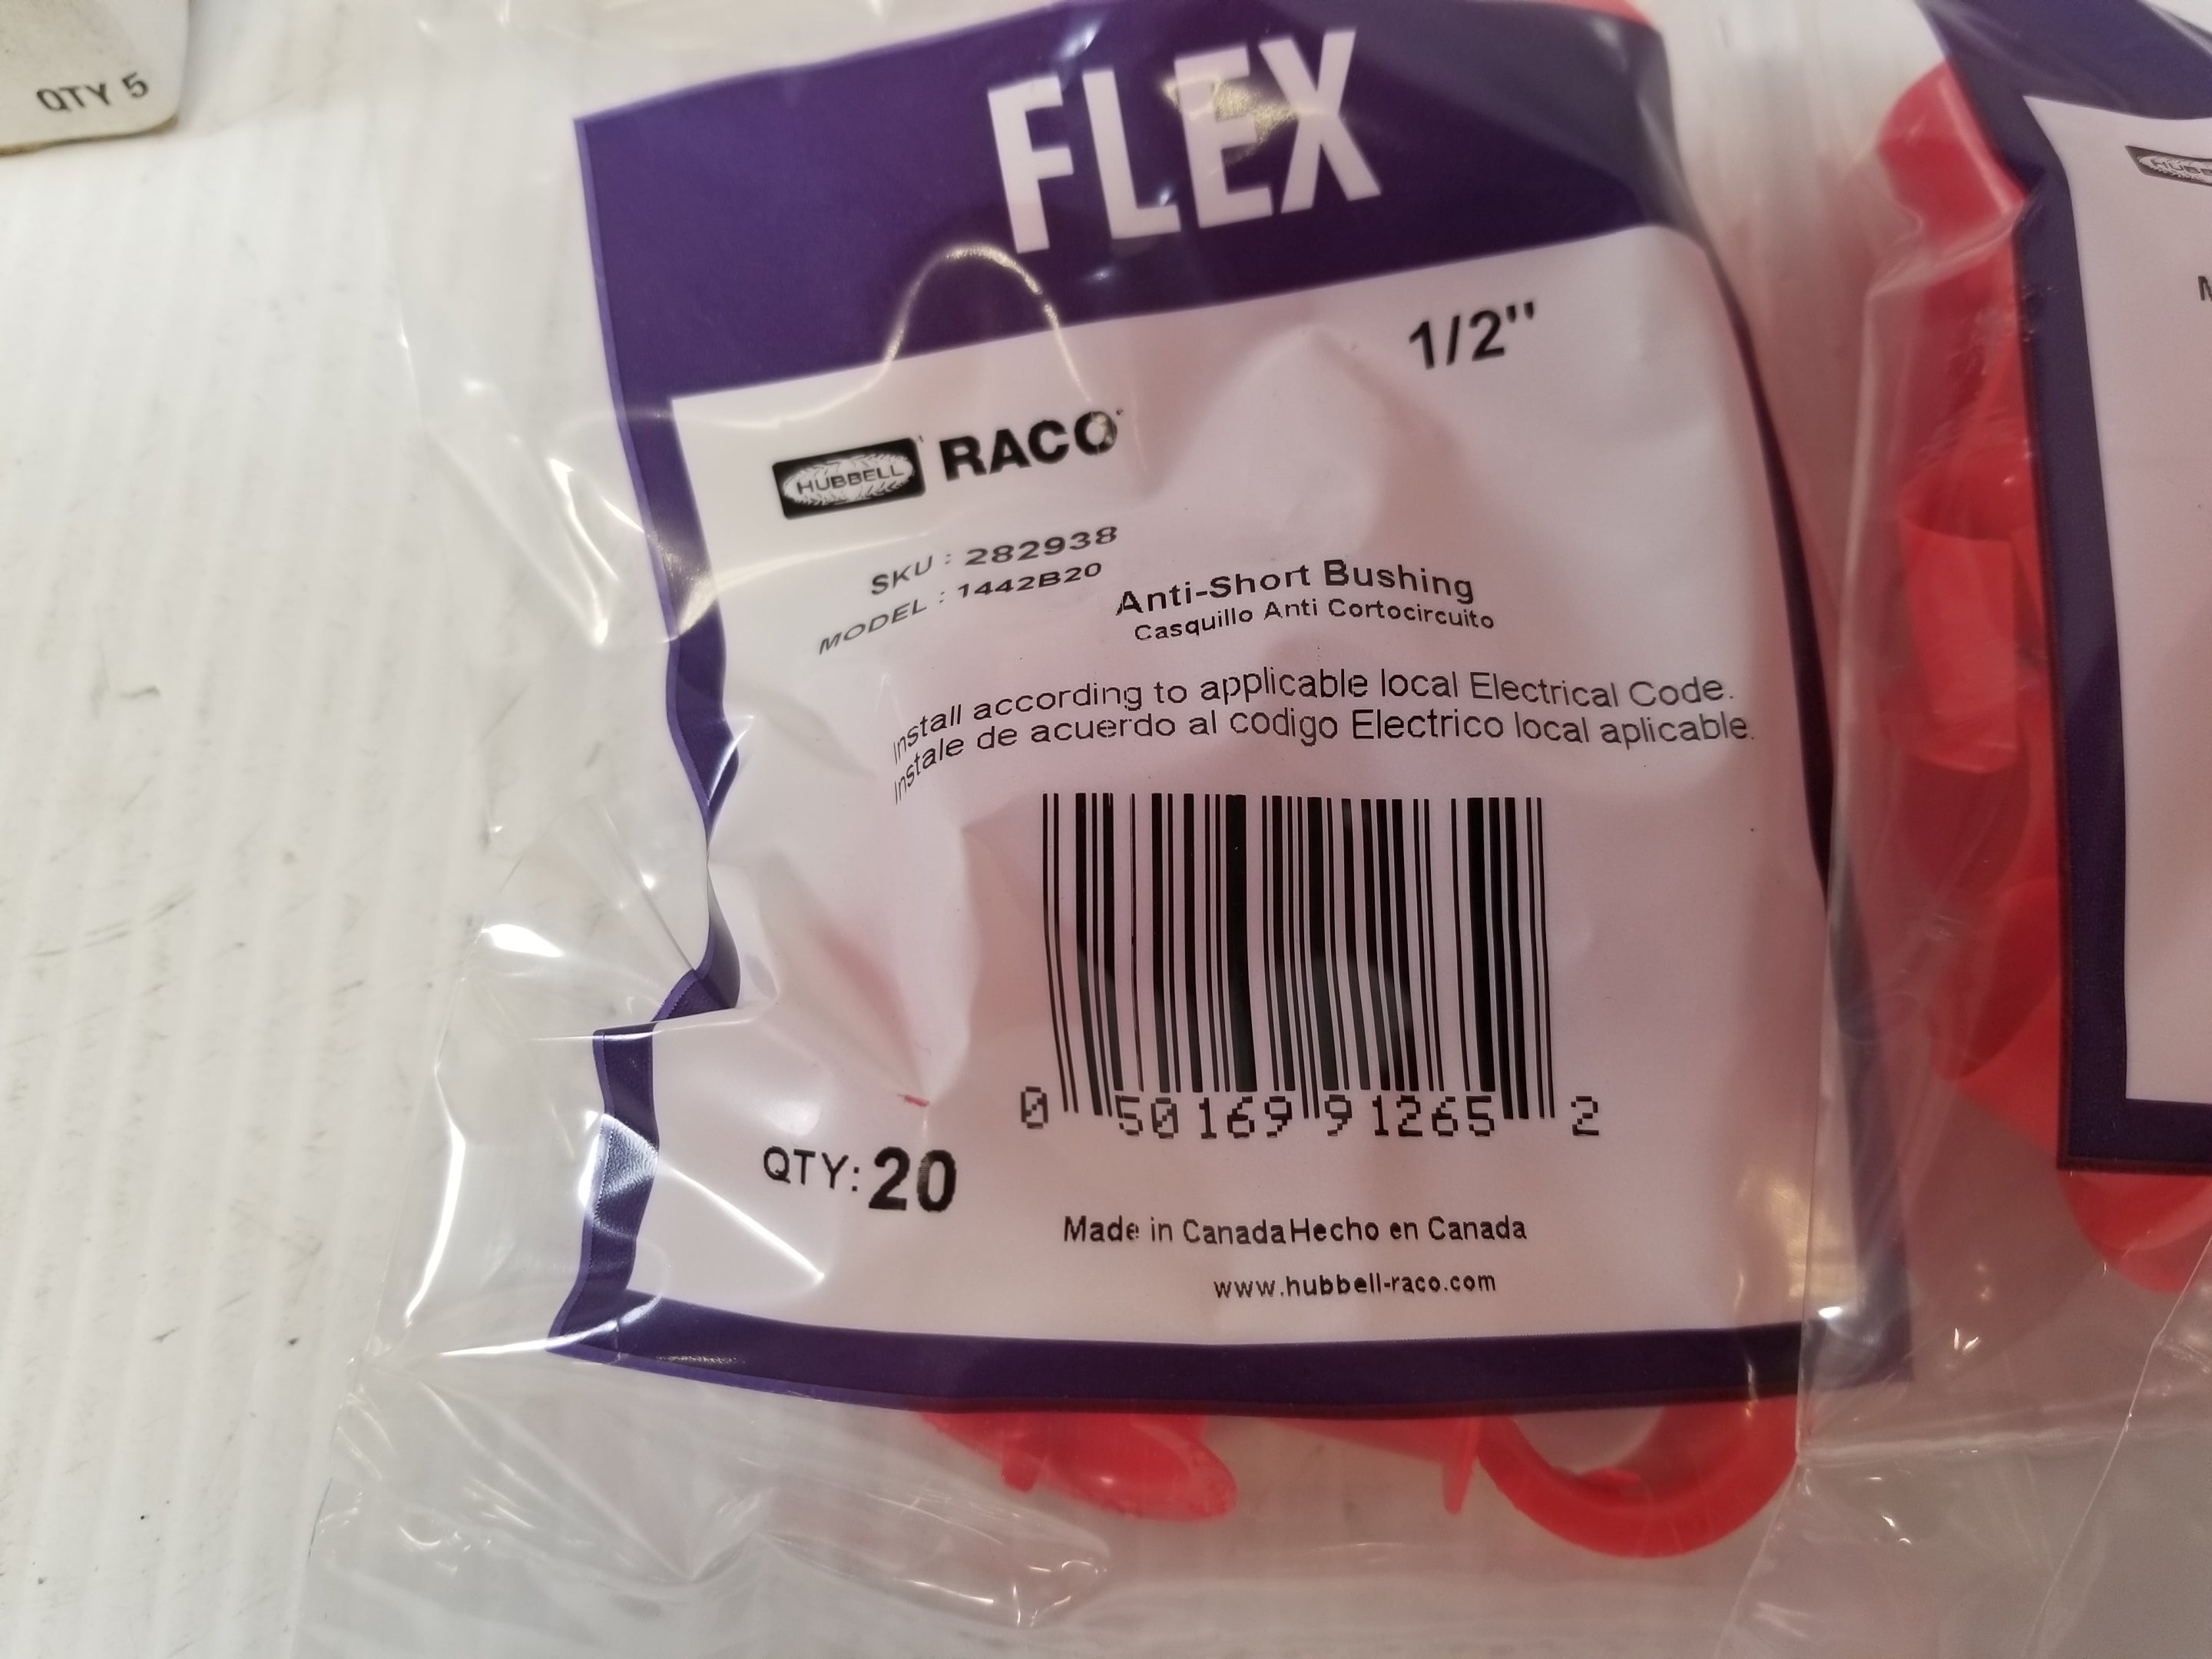 QTY 5
FLEX
1/2"
HUBBELL RACO
SKU : 282938
MODEL : 1442B20
Anti-Short Bushing
Casquillo Anti Cortocircuito
Install according to applicable local Electrical Code.
Instale de acuerdo al codigo Electrico local aplicable.
0 50169 91265 2
QTY: 20
Made in Canada Hecho en Canada
www.hubbell-raco.com